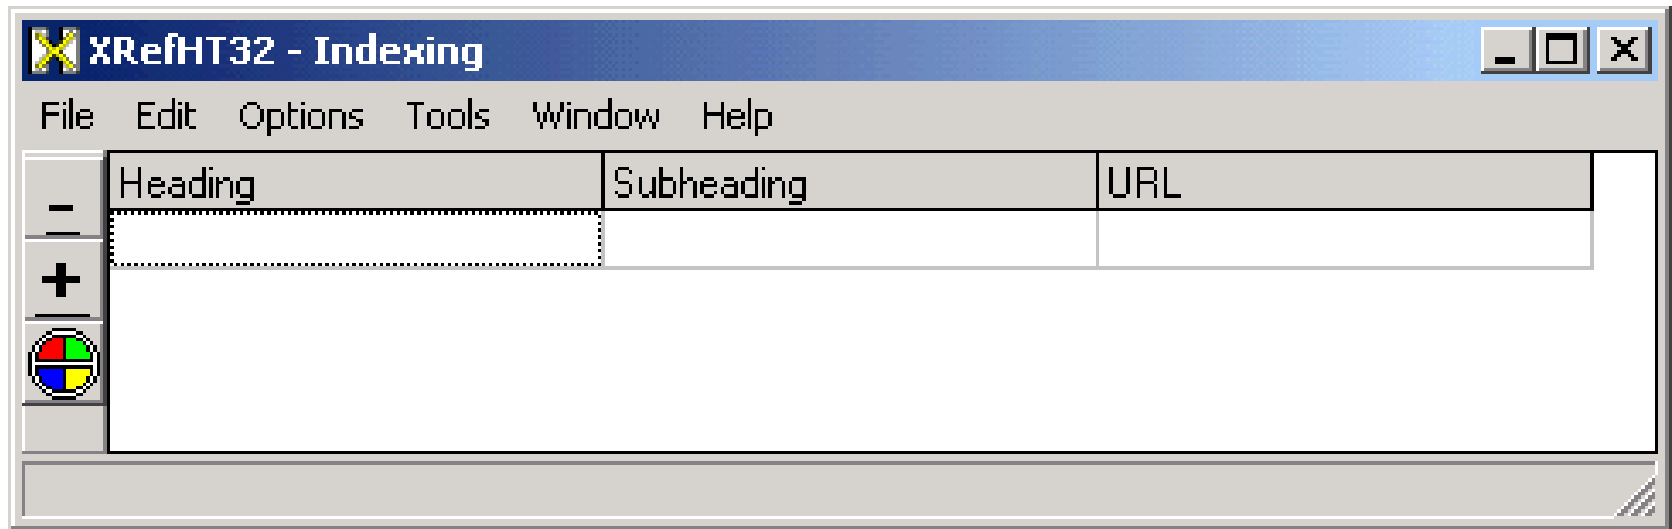 XRefHT32 - Indexing
File Edit Options Tools Window Help
Heading Subheading URL
-
+